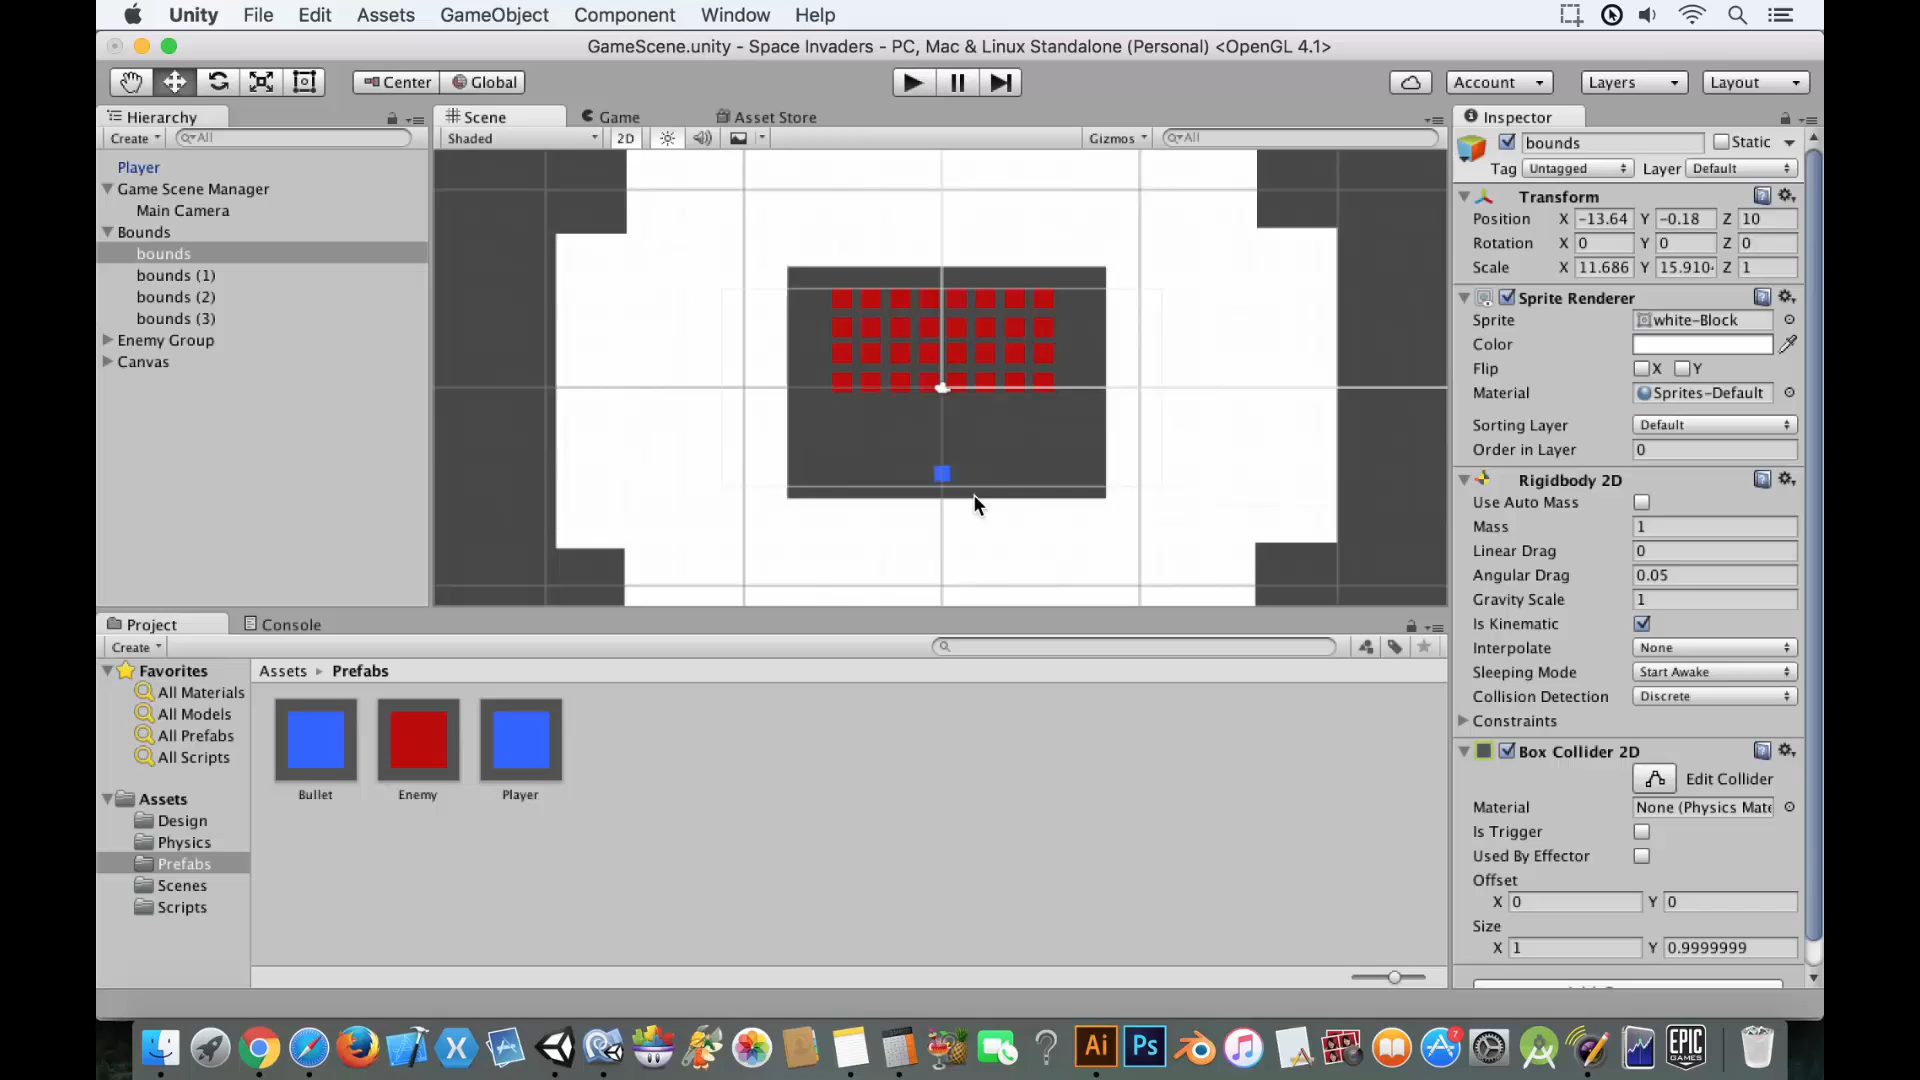 Unity File Edit Assets GameObject Component Window Help
GameScene.unity - Space Invaders - PC, Mac & Linux Standalone (Personal) <OpenGL 4.1>
Center Global Account Layers Layout
Hierarchy
Create All
Player
Game Scene Manager
Main Camera
Bounds
bounds
bounds (1)
bounds (2)
bounds (3)
Enemy Group
Canvas
Scene Game Asset Store
Shaded 2D Gizmos All
Project Console
Create
Favorites
All Materials
All Models
All Prefabs
All Scripts
Assets
Design
Physics
Prefabs
Scenes
Scripts
Assets Prefabs
Bullet Enemy Player
Inspector
bounds Static
Tag Untagged Layer Default
Transform
Position X -13.64 Y -0.18 Z 10
Rotation X 0 Y 0 Z 0
Scale X 11.686 Y 15.910 Z 1
Sprite Renderer
Sprite white-Block
Color
Flip X Y
Material Sprites-Default
Sorting Layer Default
Order in Layer 0
Rigidbody 2D
Use Auto Mass
Mass 1
Linear Drag 0
Angular Drag 0.05
Gravity Scale 1
Is Kinematic
Interpolate None
Sleeping Mode Start Awake
Collision Detection Discrete
Constraints
Box Collider 2D
Edit Collider
Material None (Physics Mate
Is Trigger
Used By Effector
Offset
X 0 Y 0
Size
X 1 Y 0.9999999
Ai Ps 7 EPIC GAMES